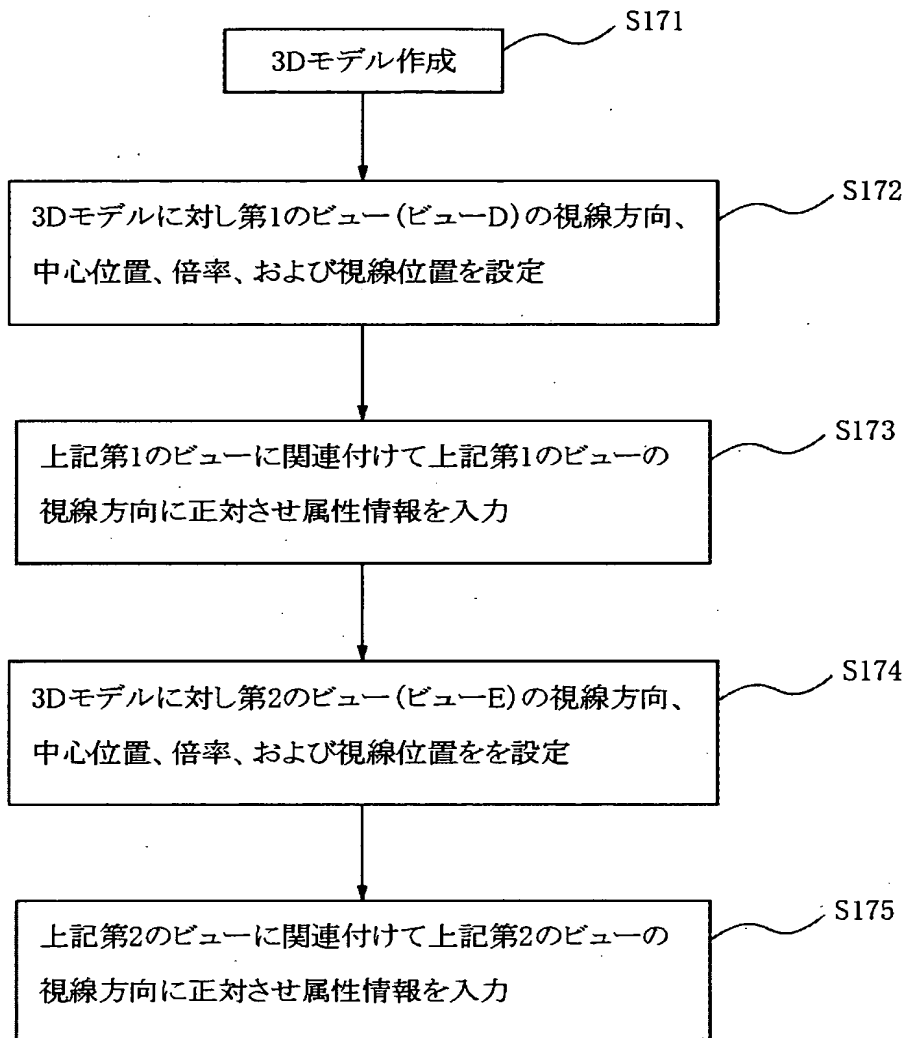 S171
3Dモデル作成
S172
3Dモデルに対し第1のビュー(ビューD)の視線方向、
中心位置、倍率、および視線位置を設定
S173
上記第1のビューに関連付けて上記第1のビューの
視線方向に正対させ属性情報を入力
S174
3Dモデルに対し第2のビュー(ビューE)の視線方向、
中心位置、倍率、および視線位置をを設定
S175
上記第2のビューに関連付けて上記第2のビューの
視線方向に正対させ属性情報を入力